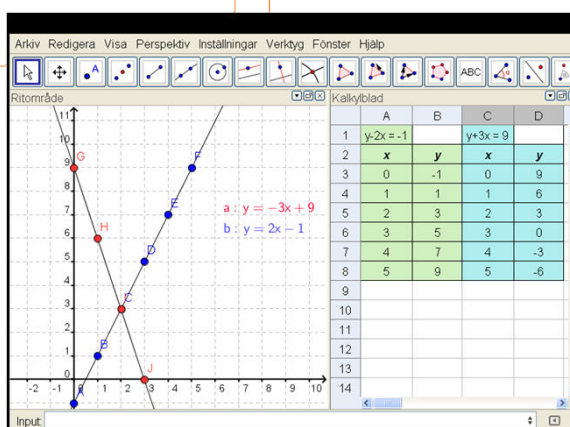 Arkiv Redigera Visa Perspektiv Inställningar Verktyg Fönster Hjälp
A ABC
Ritområde
Kalkylblad
11
10
9
8
7
6
5
4
3
2
1
0
-2 -1 0 1 2 3 4 5 6 7 8 9 10
G
F
H
E
D
C
B
J
A
a : y = −3x + 9
b : y = 2x − 1
A B C D
1 y-2x = -1 y+3x = 9
2 x y x y
3 0 -1 0 9
4 1 1 1 6
5 2 3 2 3
6 3 5 3 0
7 4 7 4 -3
8 5 9 5 -6
9
10
11
12
13
14
Input: